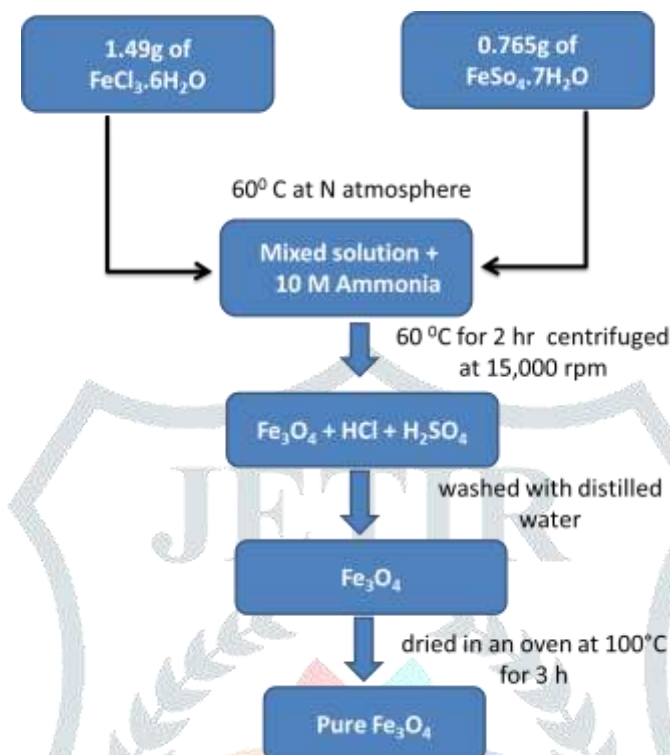 1.49g of
FeCl₃.6H₂O
0.765g of
FeSo₄.7H₂O
60⁰ C at N atmosphere
Mixed solution +
10 M Ammonia
60 ⁰C for 2 hr centrifuged
at 15,000 rpm
Fe₃O₄ + HCl + H₂SO₄
JETIR
washed with distilled
water
Fe₃O₄
dried in an oven at 100°C
for 3 h
Pure Fe₃O₄